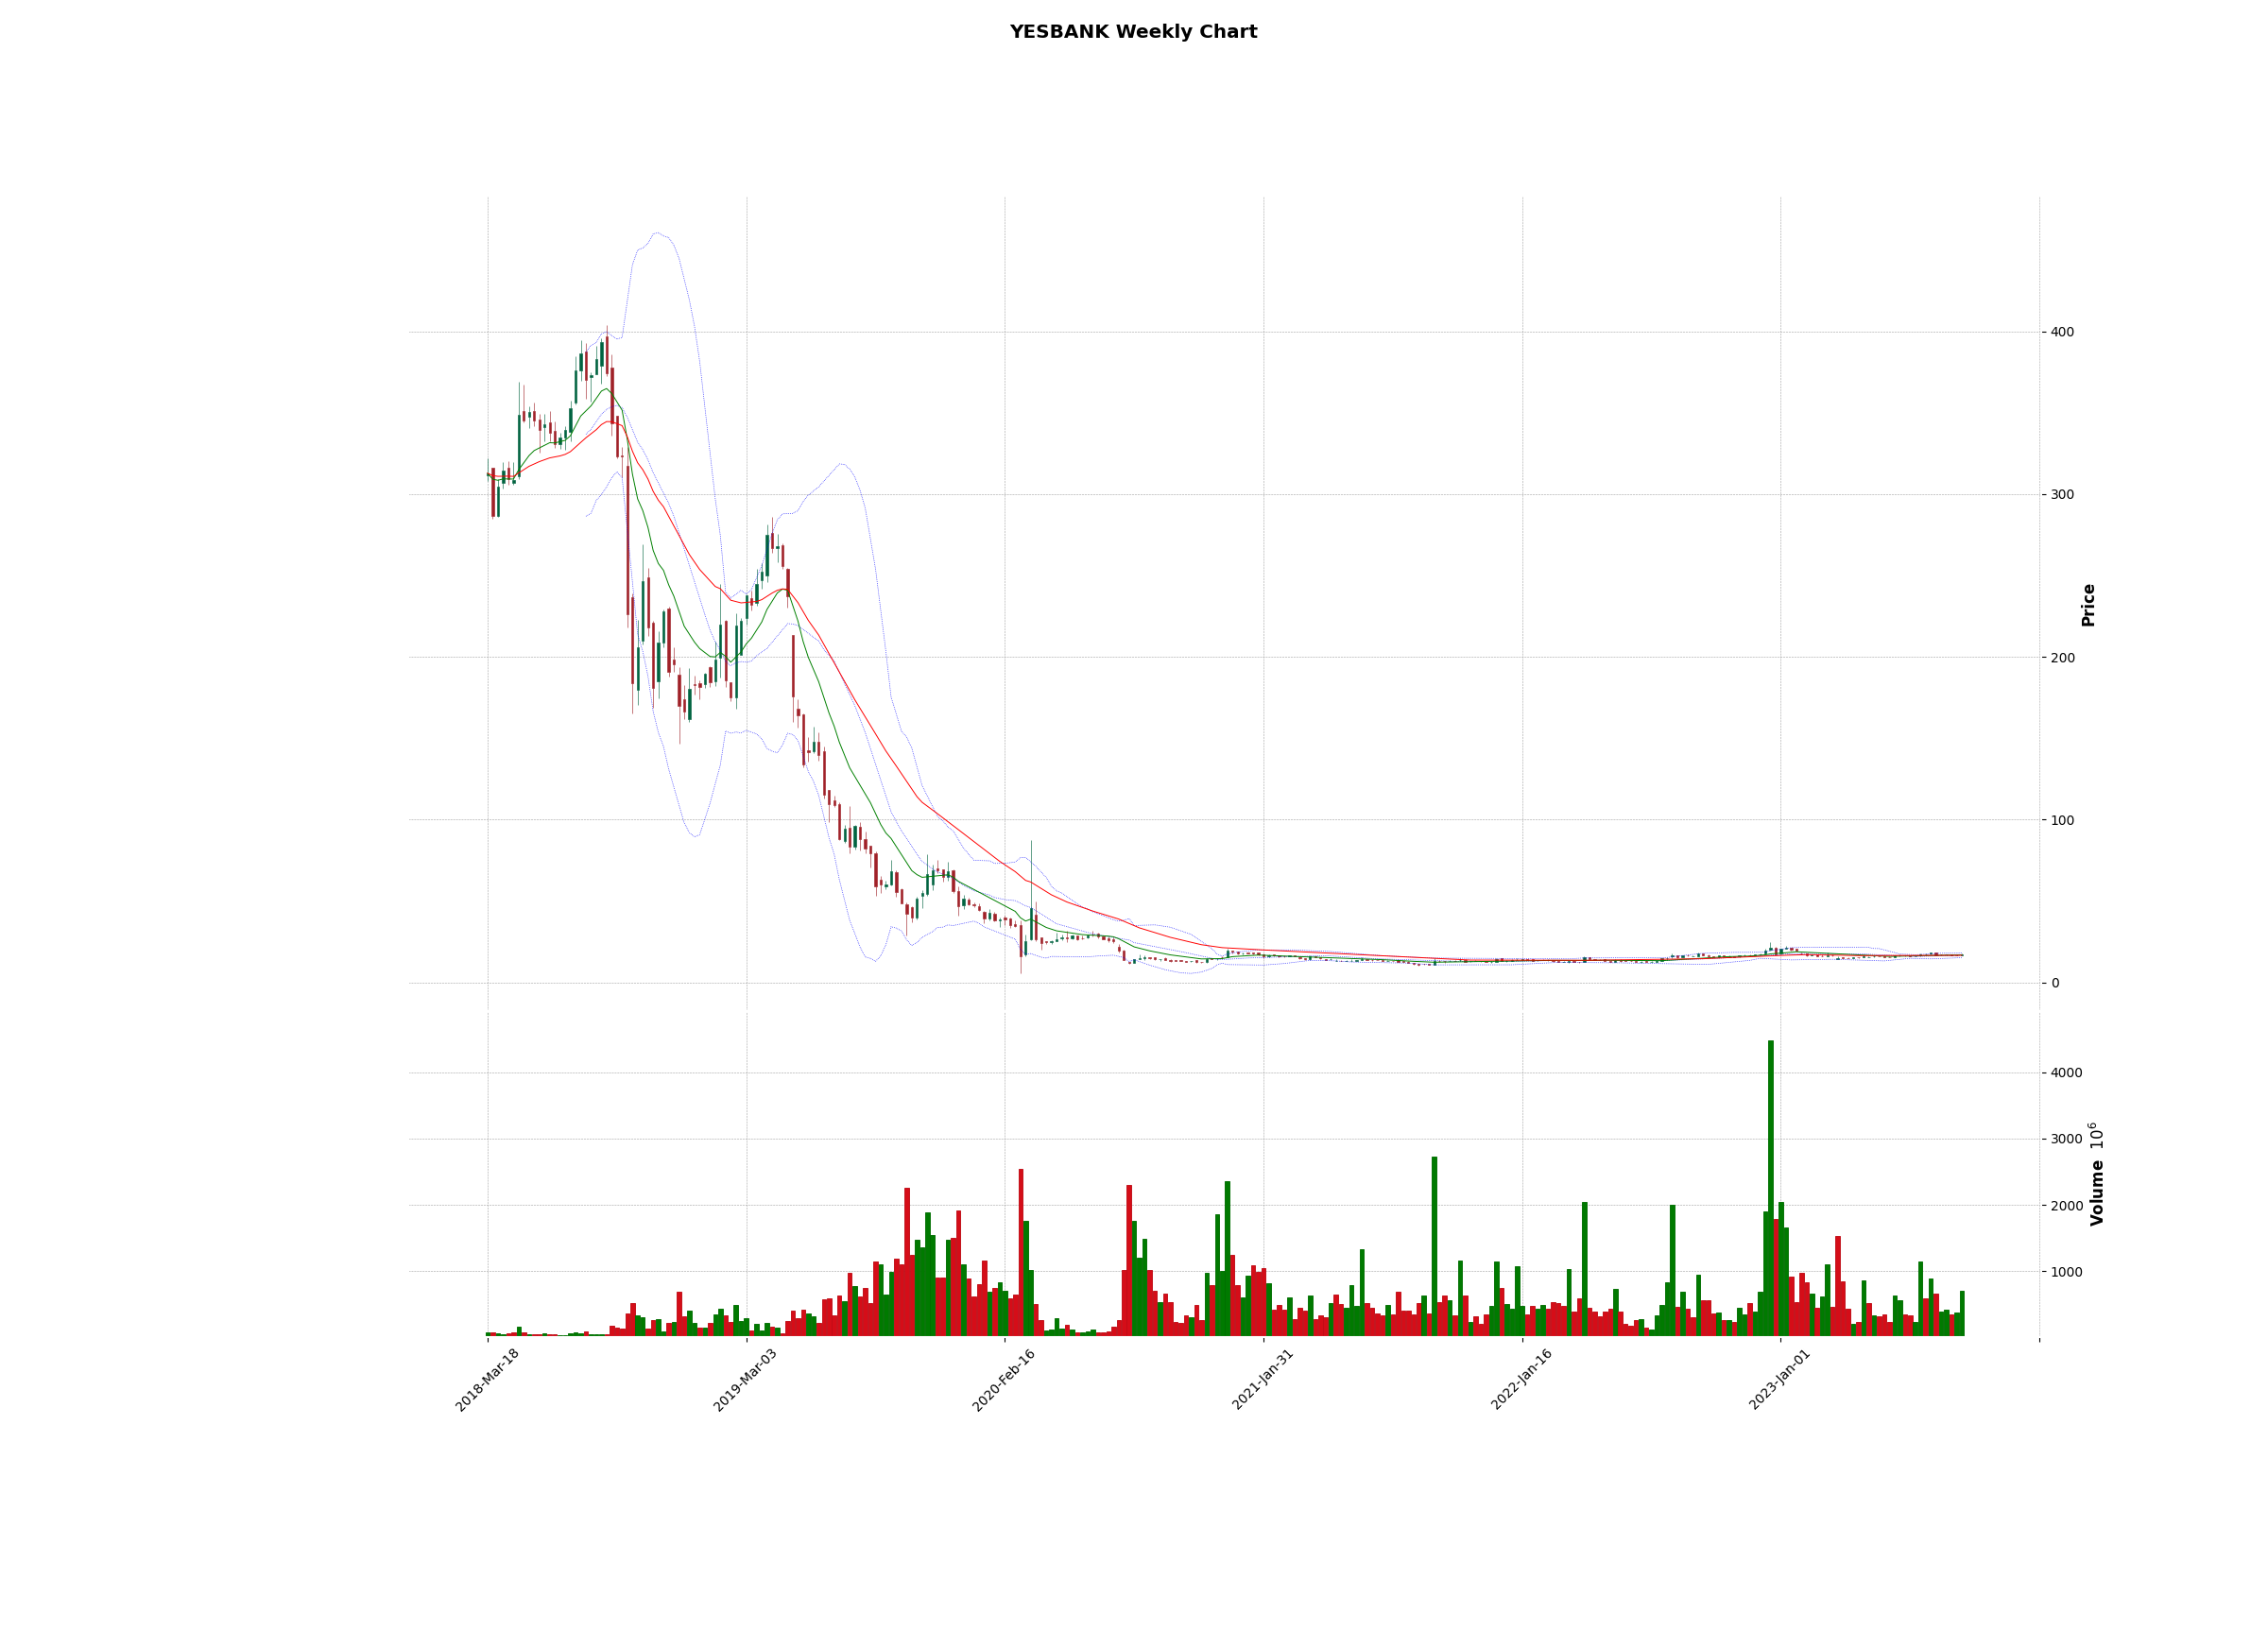 YESBANK Weekly Chart
400
300
200
100
0
Price
4000
3000
2000
1000
Volume 10^6
2018-Mar-18
2019-Mar-03
2020-Feb-16
2021-Jan-31
2022-Jan-16
2023-Jan-01